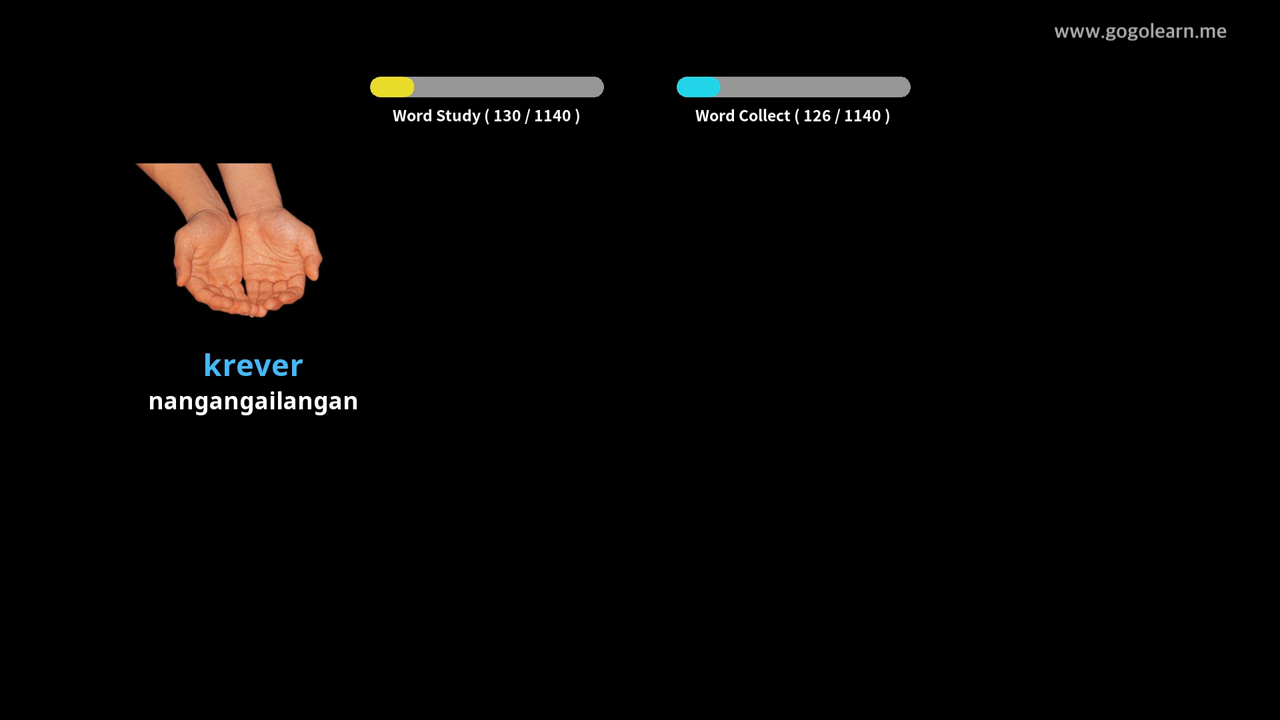 www.gogolearn.me
Word Study ( 130 / 1140 )
Word Collect ( 126 / 1140 )
krever
nangangailangan